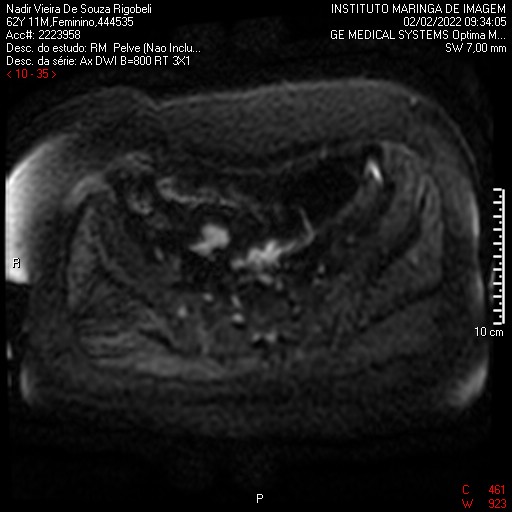 Nadir Vieira De Souza Rigobeli
62Y 11M,Feminino,444535
Acc#: 2223958
Desc. do estudo: RM Pelve (Nao Inclu...
Desc. da série: Ax DWI B=800 RT 3X1
< 10 - 35 >
INSTITUTO MARINGA DE IMAGEM
02/02/2022 09:34:05
GE MEDICAL SYSTEMS Optima M...
SW 7,00 mm
R
10 cm
P
C 461
W 923